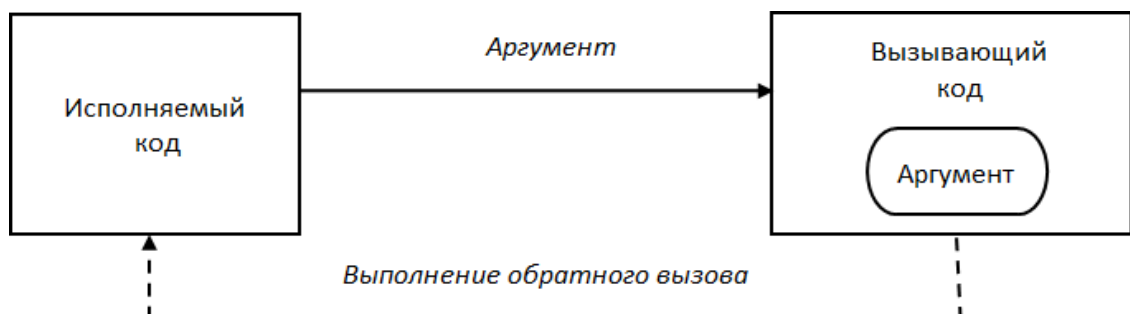 Аргумент
Вызывающий
код
Исполняемый
код
Аргумент
Выполнение обратного вызова